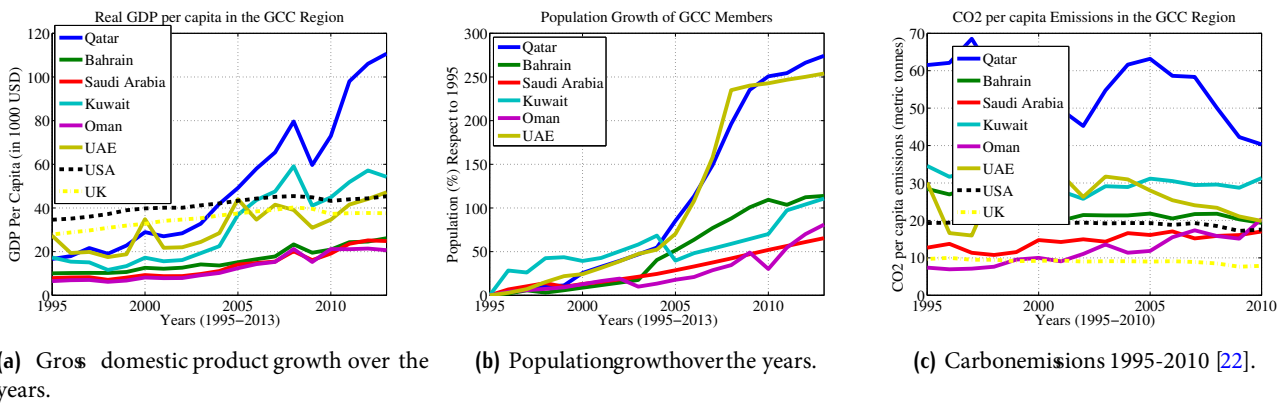 Real GDP per capita in the GCC Region
GDP Per Capita (in 1000 USD)
120
100
80
60
40
20
0
Qatar
Bahrain
Saudi Arabia
Kuwait
Oman
UAE
USA
UK
1995
2000
2005
2010
Years (1995−2013)
(a) Gross domestic product growth over the
years.
Population Growth of GCC Members
Population (%) Respect to 1995
300
250
200
150
100
50
0
Qatar
Bahrain
Saudi Arabia
Kuwait
Oman
UAE
1995
2000
2005
2010
Years (1995−2013)
(b) Populationgrowthover the years.
CO2 per capita Emissions in the GCC Region
CO2 per capita emissions (metric tonnes)
70
60
50
40
30
20
10
0
Qatar
Bahrain
Saudi Arabia
Kuwait
Oman
UAE
USA
UK
1995
2000
2005
2010
Years (1995−2010)
(c) Carbonemissions 1995-2010 [22].